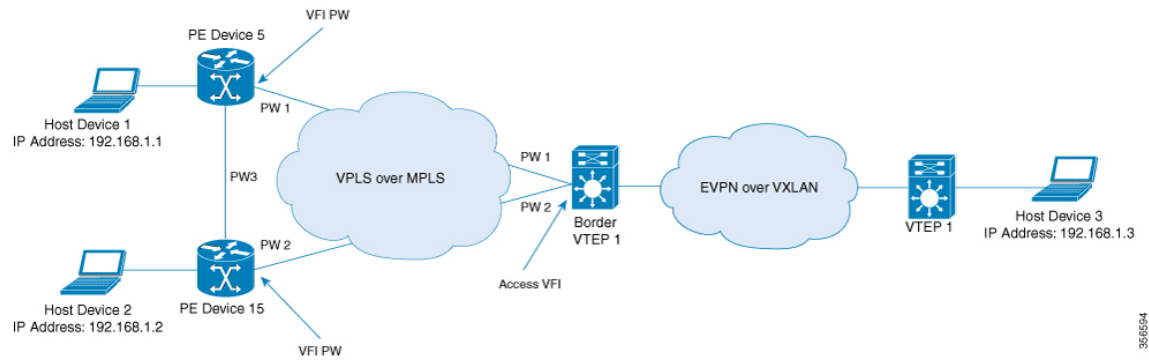 VFI PW
PE Device 5
PW 1
Host Device 1
IP Address: 192.168.1.1
PW3
VPLS over MPLS
PW 1
PW 2
EVPN over VXLAN
Border
VTEP 1
VTEP 1
Host Device 3
IP Address: 192.168.1.3
PW 2
Access VFI
Host Device 2
IP Address: 192.168.1.2
PE Device 15
VFI PW
356594